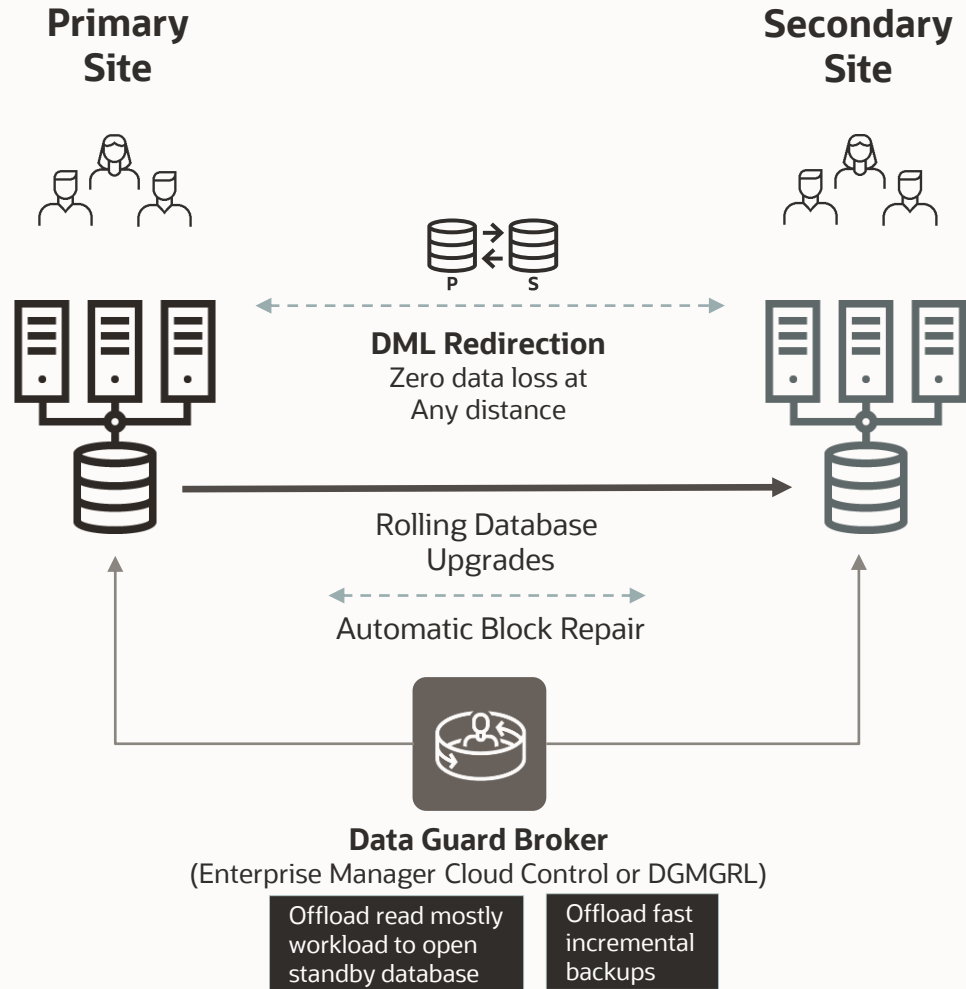 Primary
Site
Secondary
Site
P
S
DML Redirection
Zero data loss at
Any distance
Rolling Database
Upgrades
Automatic Block Repair
Data Guard Broker
(Enterprise Manager Cloud Control or DGMGRL)
Offload read mostly
workload to open
standby database
Offload fast
incremental
backups